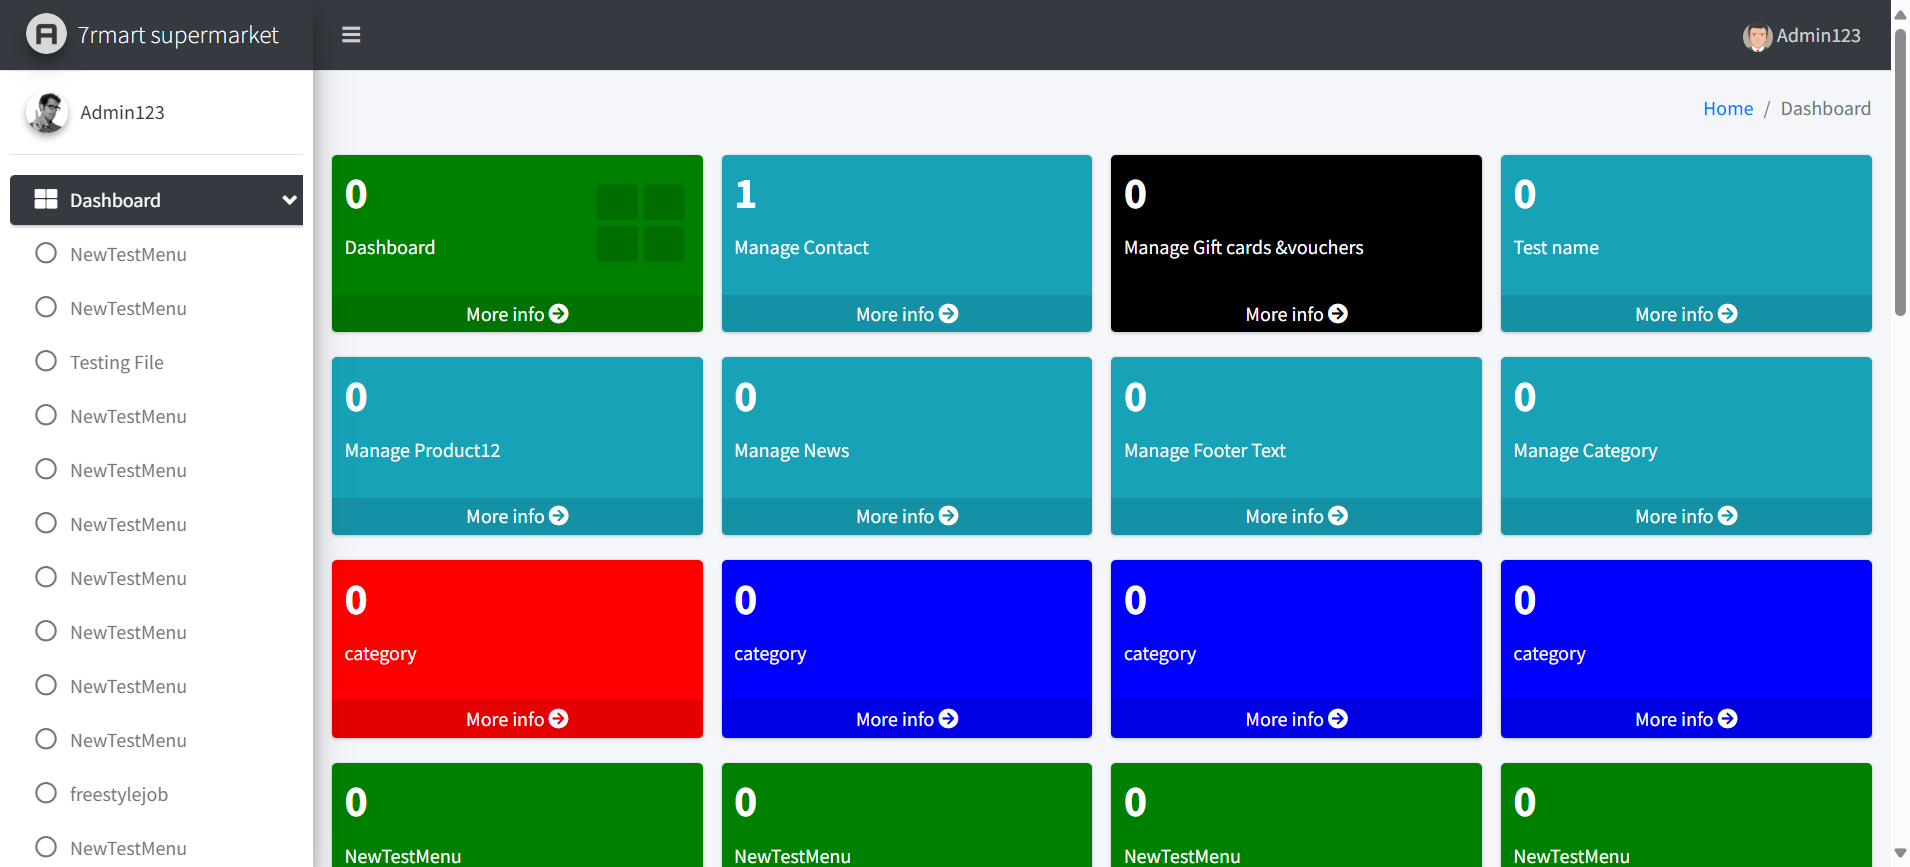 7rmart supermarket
Admin123
Admin123
Home / Dashboard
Dashboard
NewTestMenu
NewTestMenu
Testing File
NewTestMenu
NewTestMenu
NewTestMenu
NewTestMenu
NewTestMenu
NewTestMenu
NewTestMenu
freestylejob
NewTestMenu
0
Dashboard
More info
1
Manage Contact
More info
0
Manage Gift cards &vouchers
More info
0
Test name
More info
0
Manage Product12
More info
0
Manage News
More info
0
Manage Footer Text
More info
0
Manage Category
More info
0
category
More info
0
category
More info
0
category
More info
0
category
More info
0
NewTestMenu
0
NewTestMenu
0
NewTestMenu
0
NewTestMenu